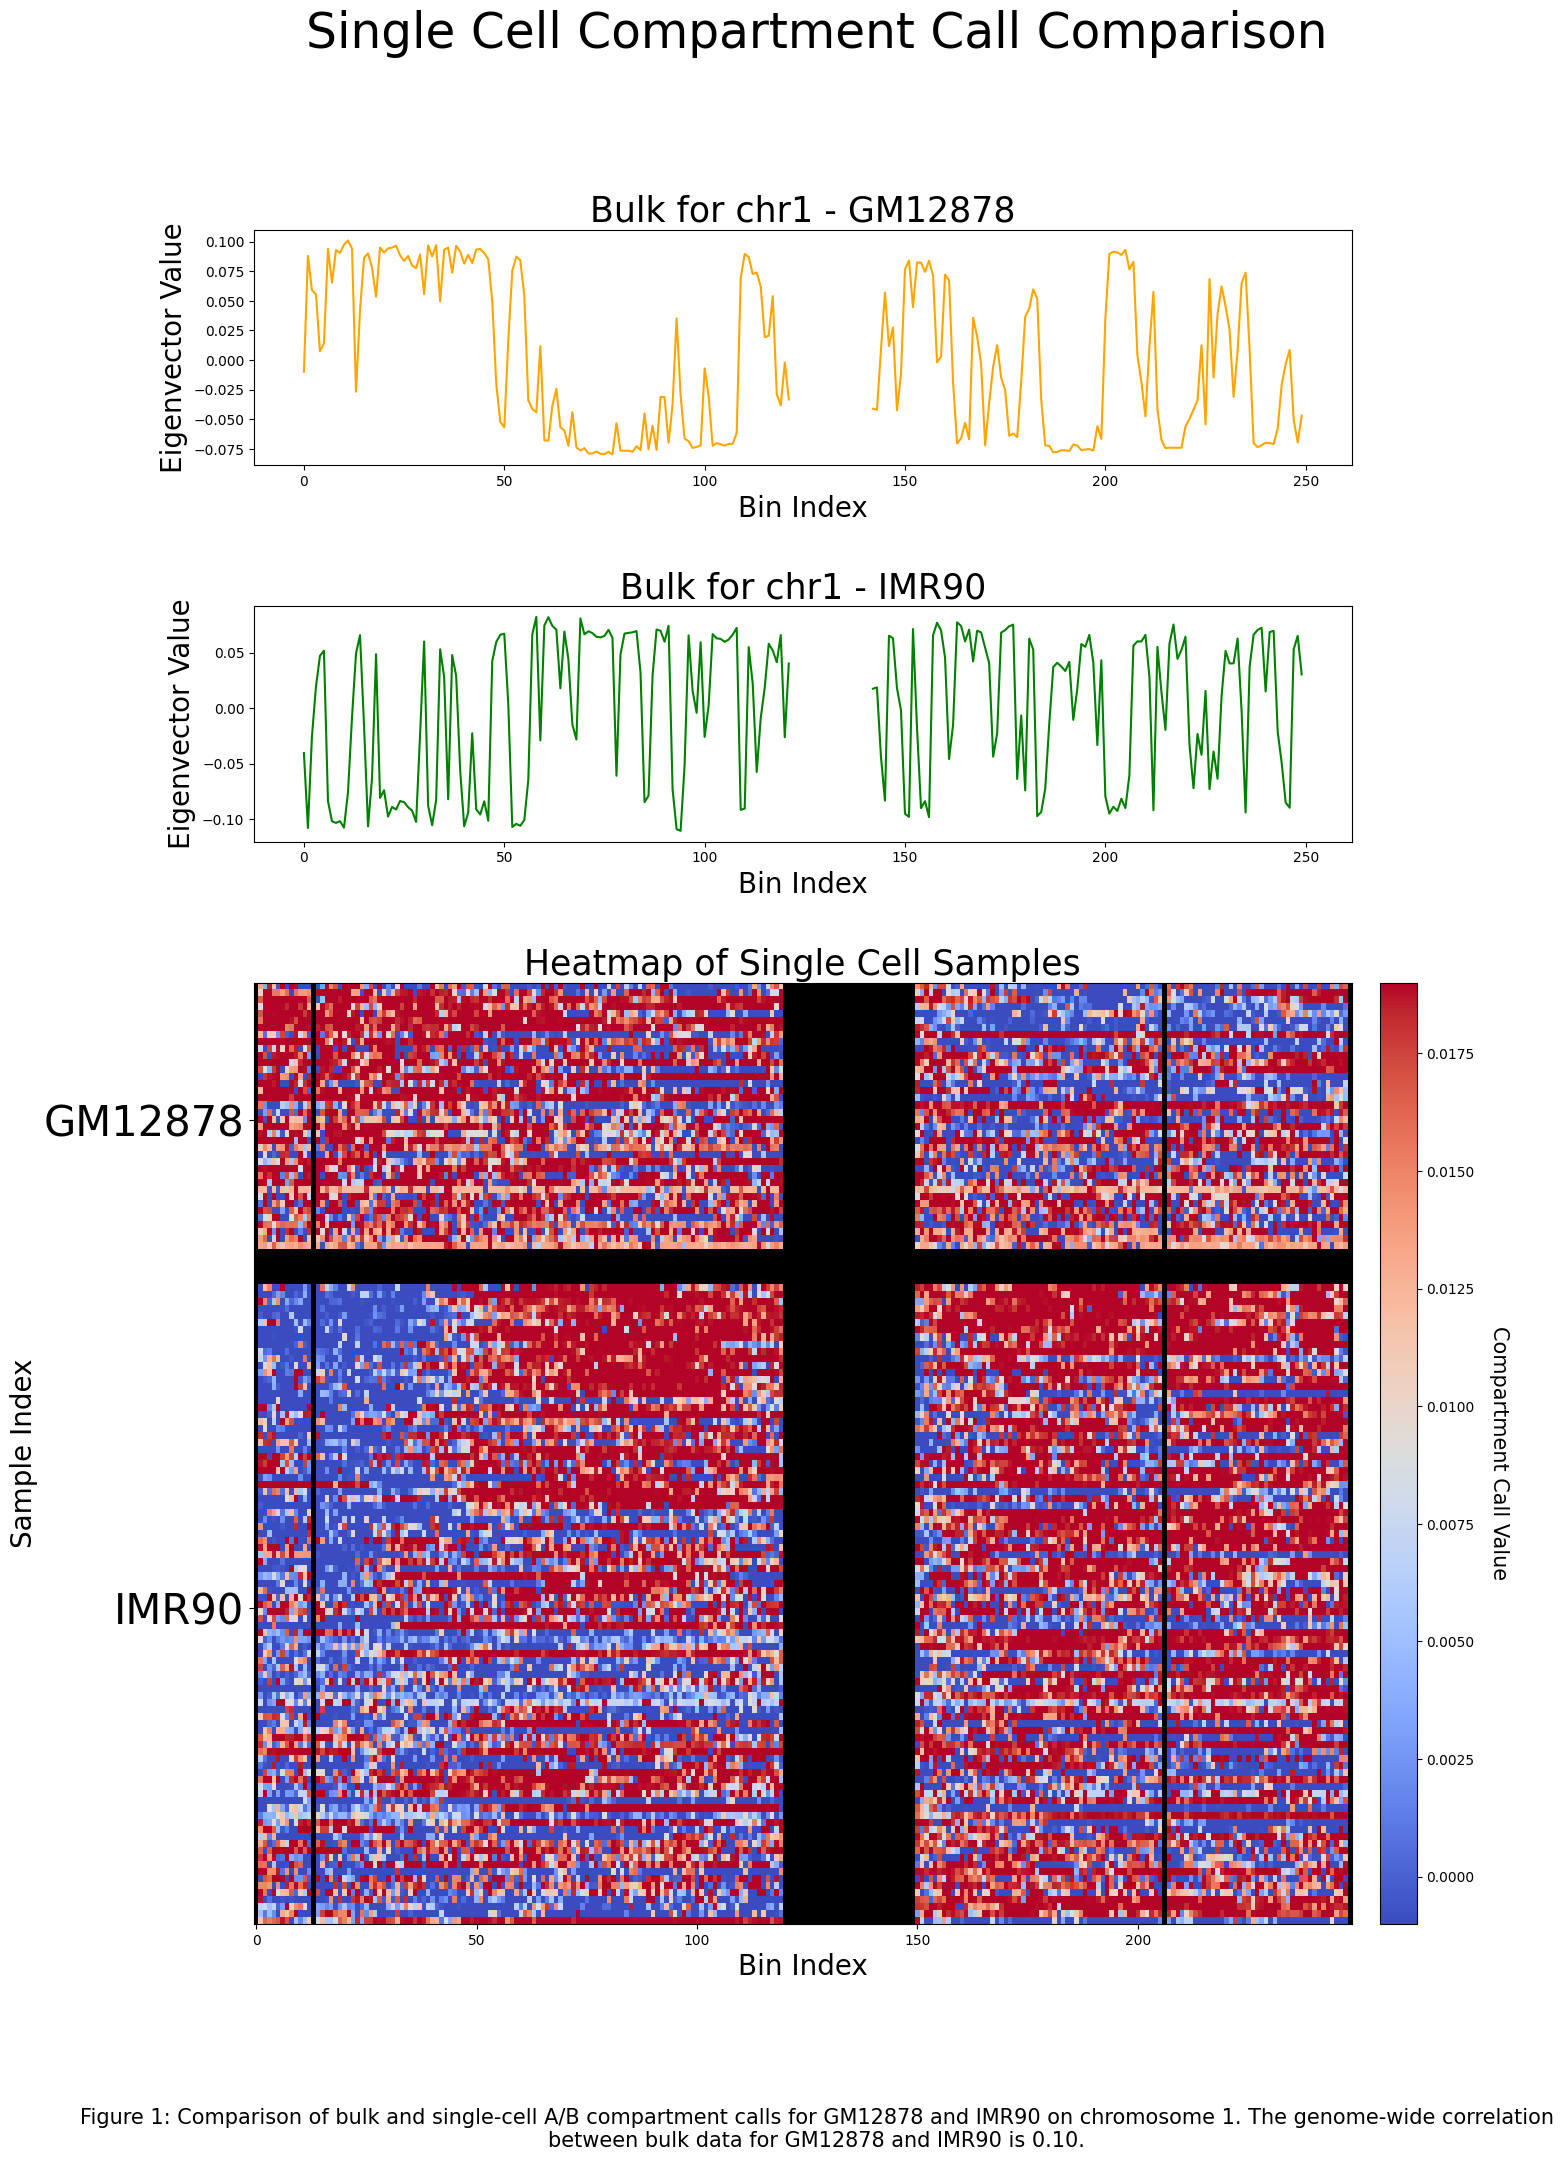 Single Cell Compartment Call Comparison
Bulk for chr1 - GM12878
Eigenvector Value
0.100
0.075
0.050
0.025
0.000
−0.025
−0.050
−0.075
0 50 100 150 200 250
Bin Index
Bulk for chr1 - IMR90
Eigenvector Value
0.05
0.00
−0.05
−0.10
0 50 100 150 200 250
Bin Index
Heatmap of Single Cell Samples
Sample Index
GM12878
IMR90
0 50 100 150 200
Bin Index
0.0175
0.0150
0.0125
0.0100
0.0075
0.0050
0.0025
0.0000
Compartment Call Value
Figure 1: Comparison of bulk and single-cell A/B compartment calls for GM12878 and IMR90 on chromosome 1. The genome-wide correlation
between bulk data for GM12878 and IMR90 is 0.10.